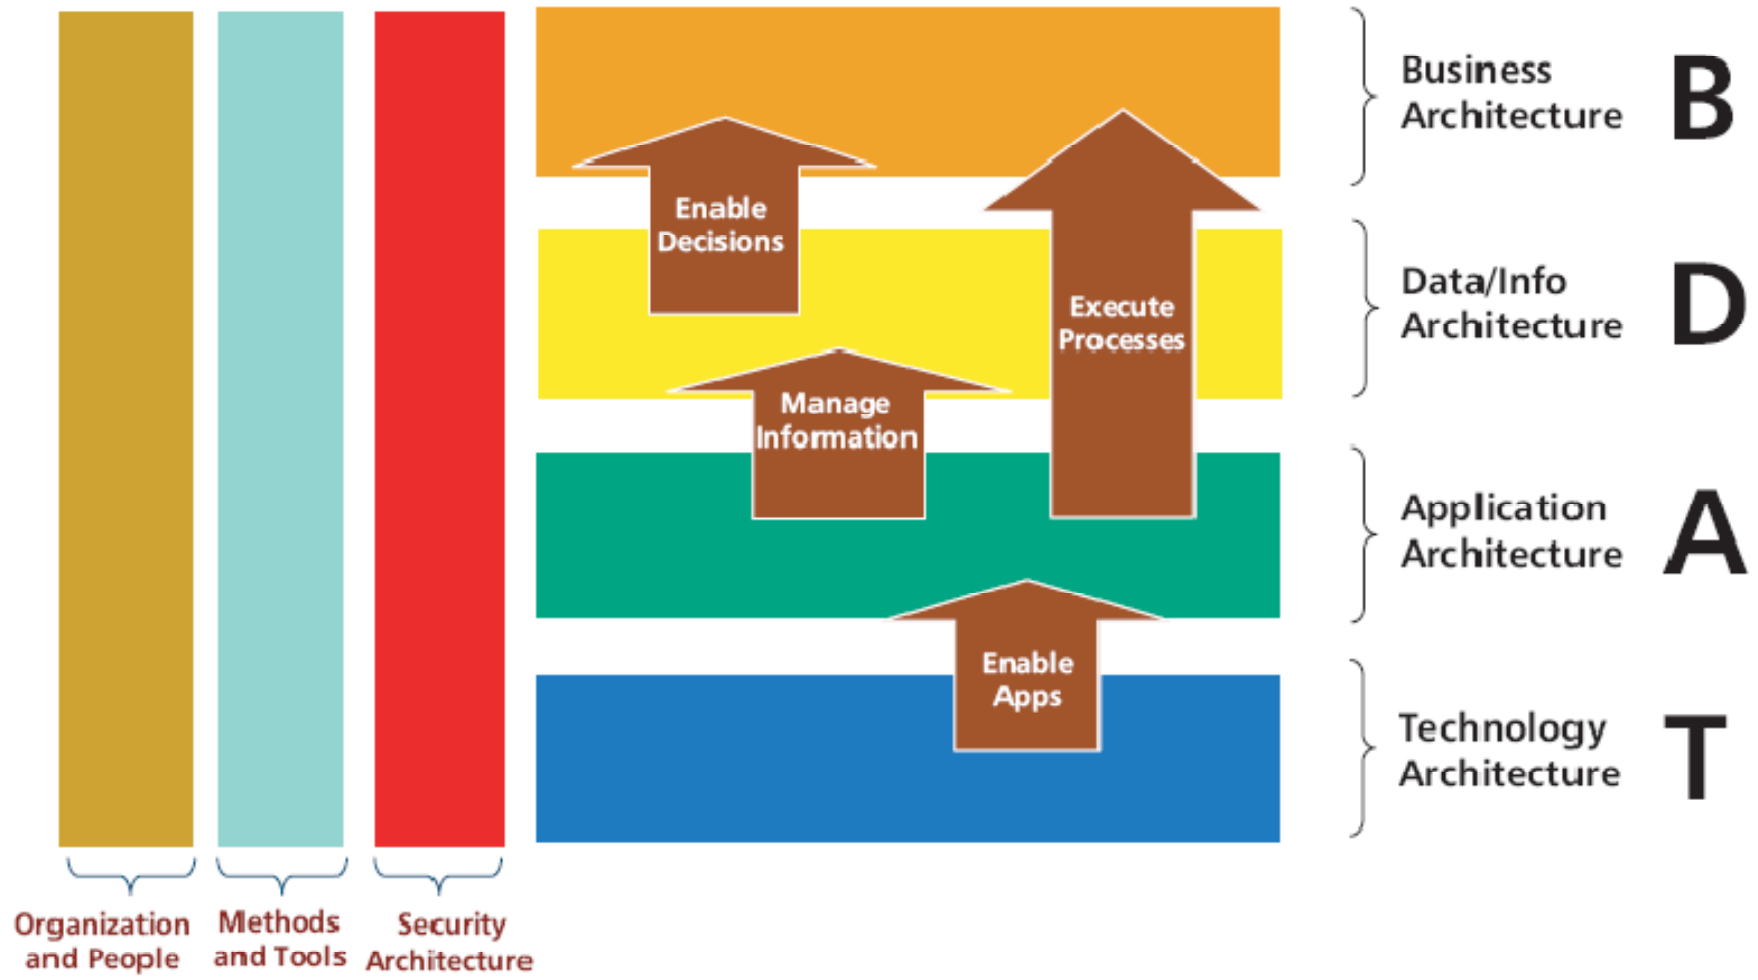 Business
Architecture
B
Enable
Decisions
Data/Info
Architecture
D
Execute
Processes
Manage
Information
Application
Architecture
A
Enable
Apps
Technology
Architecture
T
Organization
and People
Methods
and Tools
Security
Architecture